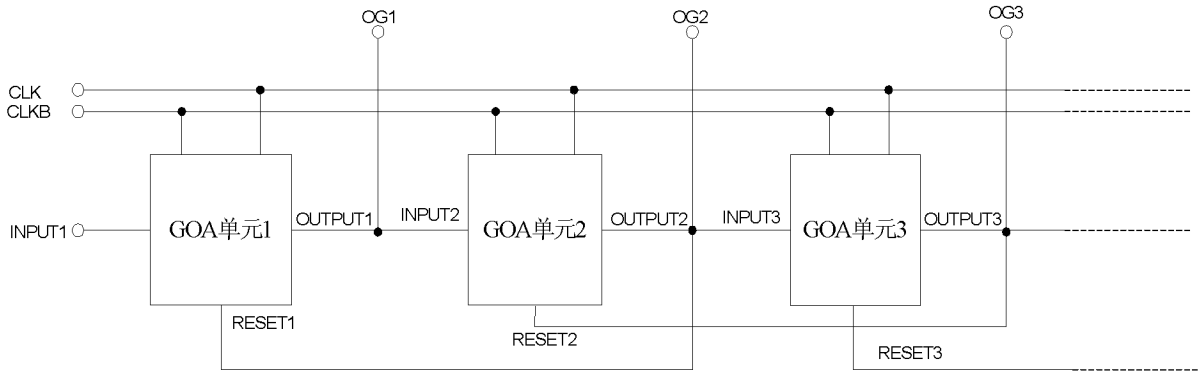 OG1
OG2
OG3
CLK
CLKB
INPUT1
GOA单元1
OUTPUT1
INPUT2
GOA单元2
OUTPUT2
INPUT3
GOA单元3
OUTPUT3
RESET1
RESET2
RESET3